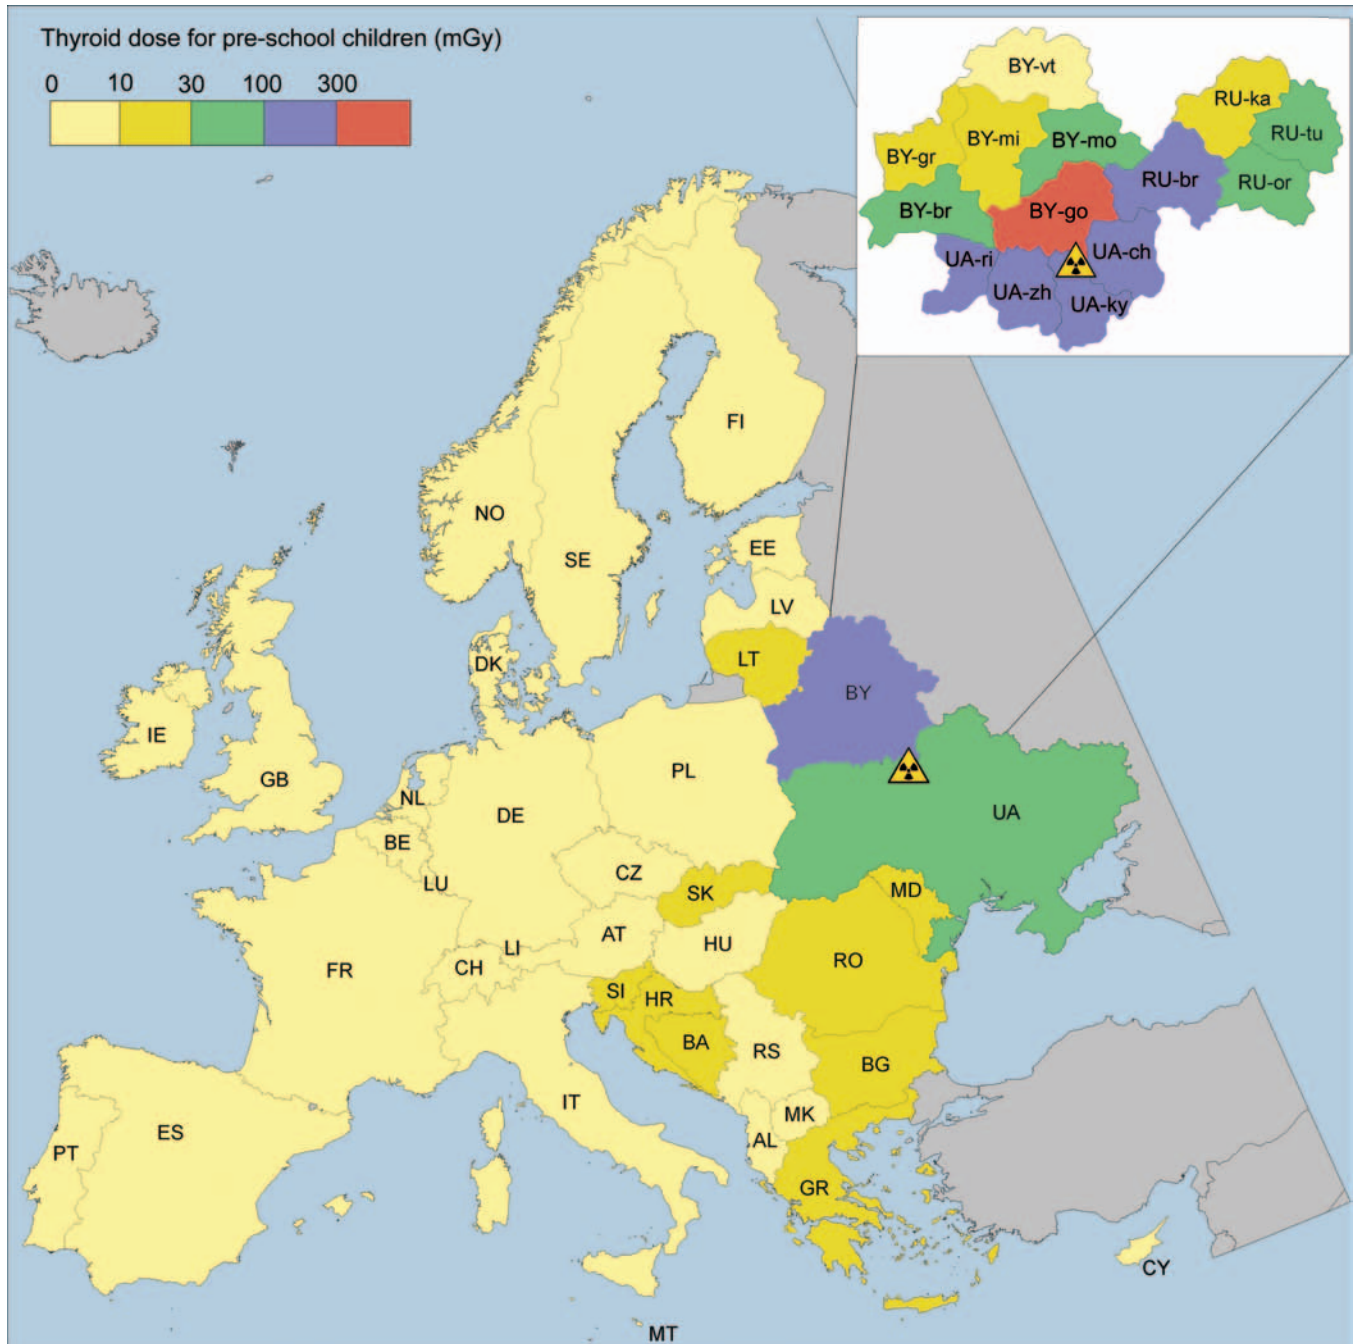 Thyroid dose for pre-school children (mGy)
0 10 30 100 300
BY-vt
RU-ka
BY-gr
BY-mi
BY-mo
RU-tu
RU-br
RU-or
BY-br
BY-go
UA-ri
UA-ch
UA-zh
UA-ky
FI
NO
SE
EE
LV
LT
DK
BY
IE
GB
NL
DE
PL
UA
BE
LU
CZ
SK
MD
AT
HU
LI
CH
FR
RO
SI
HR
BA
RS
BG
IT
MK
AL
ES
PT
GR
CY
MT